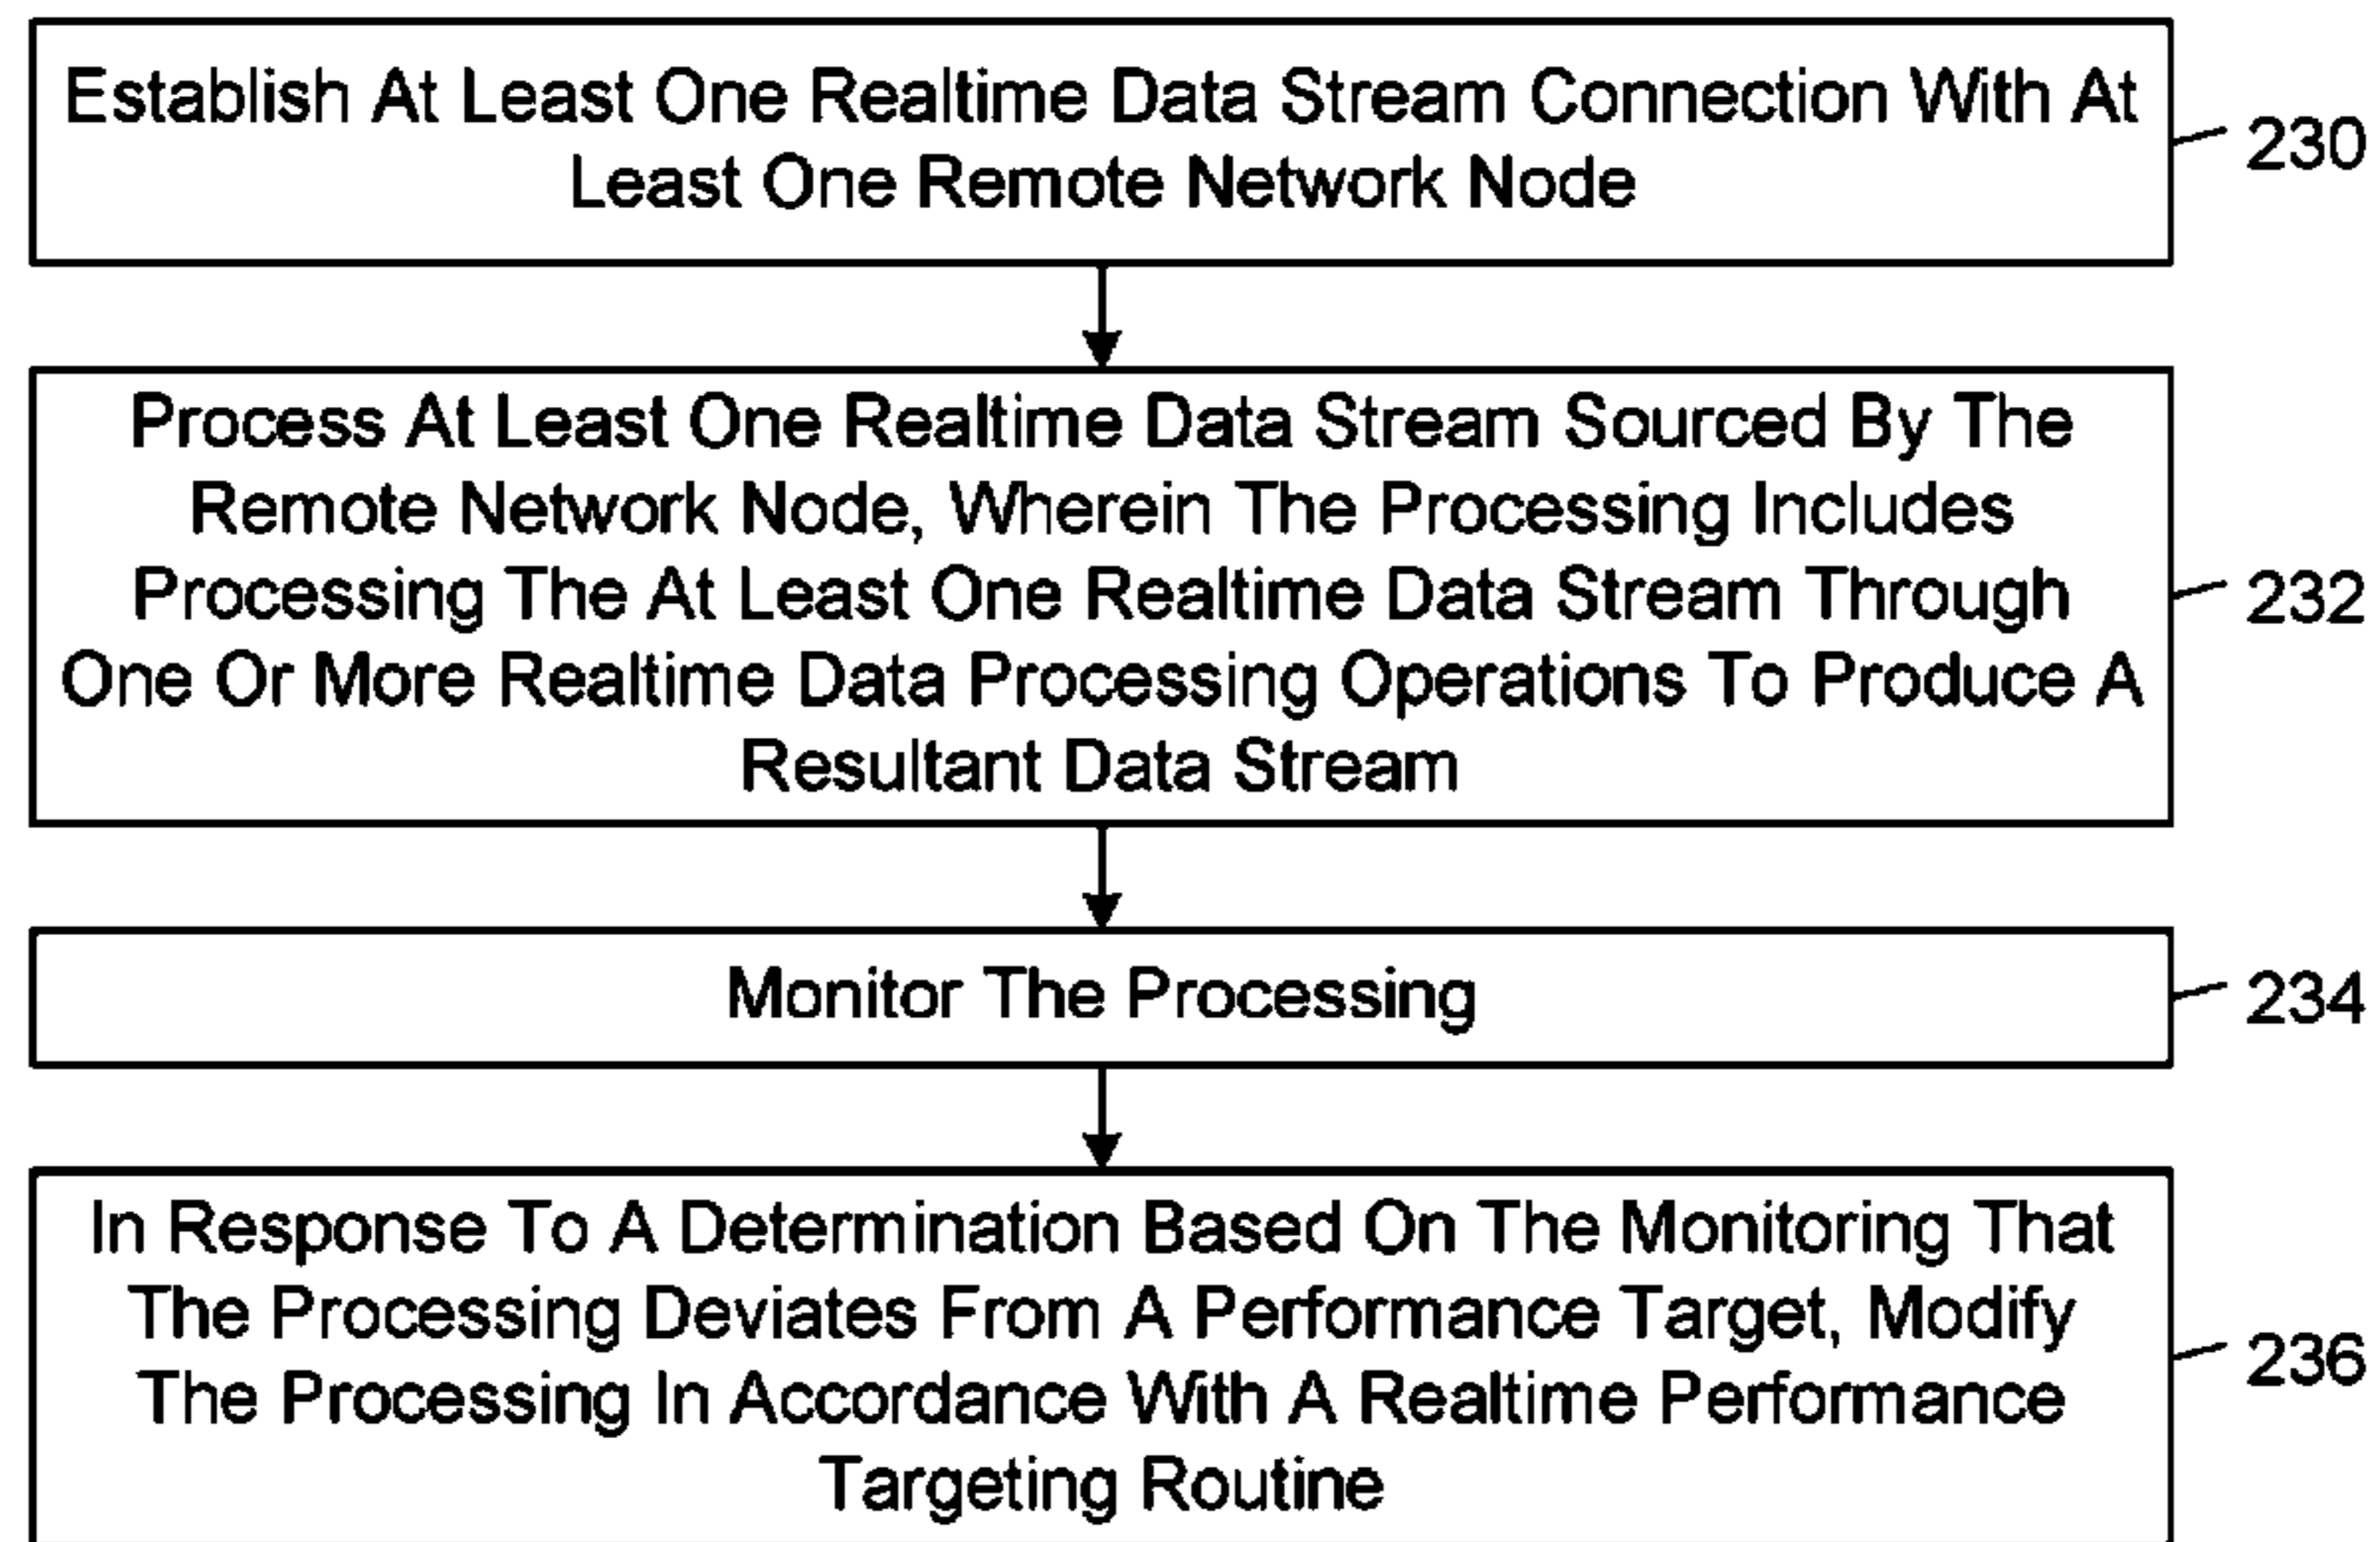 Establish At Least One Realtime Data Stream Connection With At
Least One Remote Network Node
230
Process At Least One Realtime Data Stream Sourced By The
Remote Network Node, Wherein The Processing Includes
Processing The At Least One Realtime Data Stream Through
One Or More Realtime Data Processing Operations To Produce A
Resultant Data Stream
232
Monitor The Processing
234
In Response To A Determination Based On The Monitoring That
The Processing Deviates From A Performance Target, Modify
The Processing In Accordance With A Realtime Performance
Targeting Routine
236